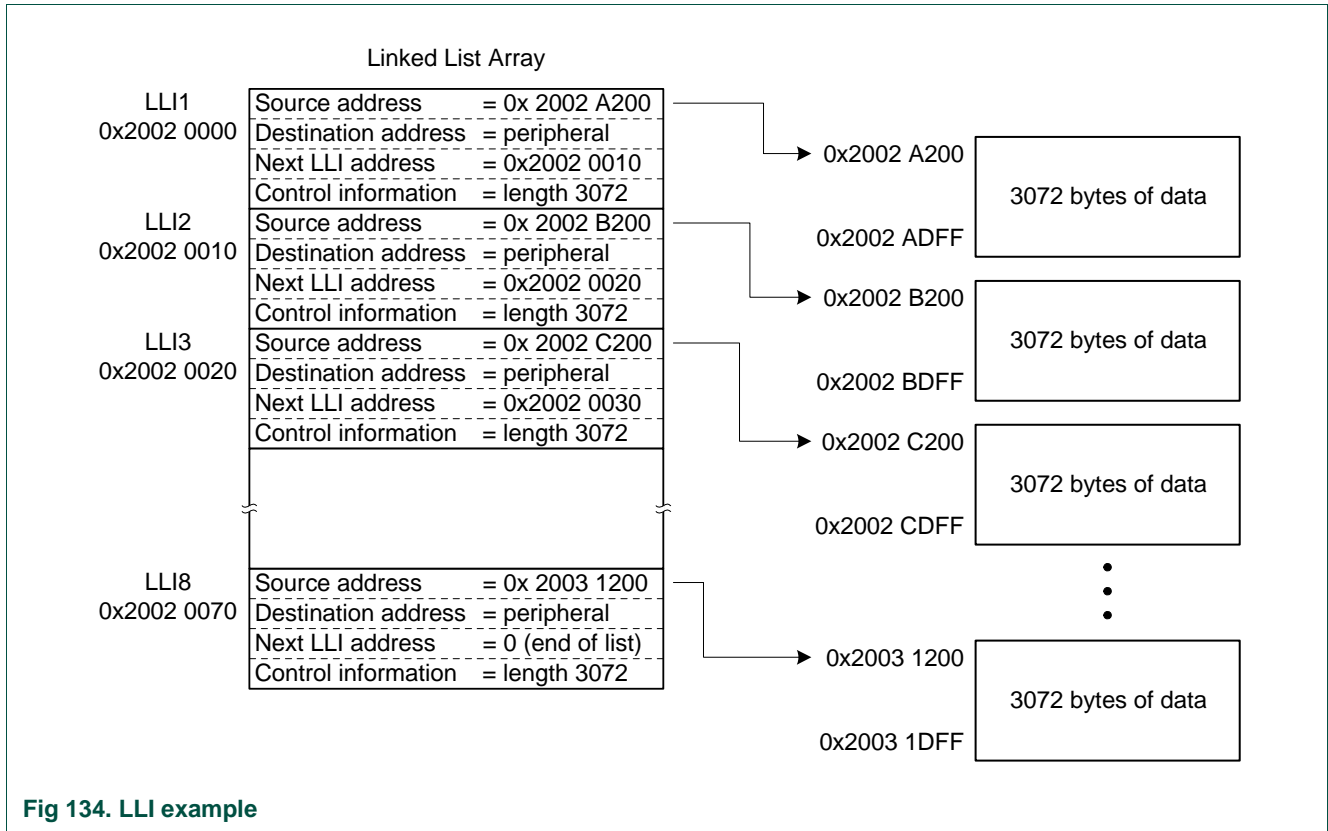 Linked List Array
LLI1
0x2002 0000
Source address = 0x 2002 A200
Destination address = peripheral
Next LLI address = 0x2002 0010
Control information = length 3072
LLI2
0x2002 0010
Source address = 0x 2002 B200
Destination address = peripheral
Next LLI address = 0x2002 0020
Control information = length 3072
LLI3
0x2002 0020
Source address = 0x 2002 C200
Destination address = peripheral
Next LLI address = 0x2002 0030
Control information = length 3072
LLI8
0x2002 0070
Source address = 0x 2003 1200
Destination address = peripheral
Next LLI address = 0 (end of list)
Control information = length 3072
0x2002 A200
3072 bytes of data
0x2002 ADFF
0x2002 B200
3072 bytes of data
0x2002 BDFF
0x2002 C200
3072 bytes of data
0x2002 CDFF
0x2003 1200
3072 bytes of data
0x2003 1DFF
Fig 134. LLI example